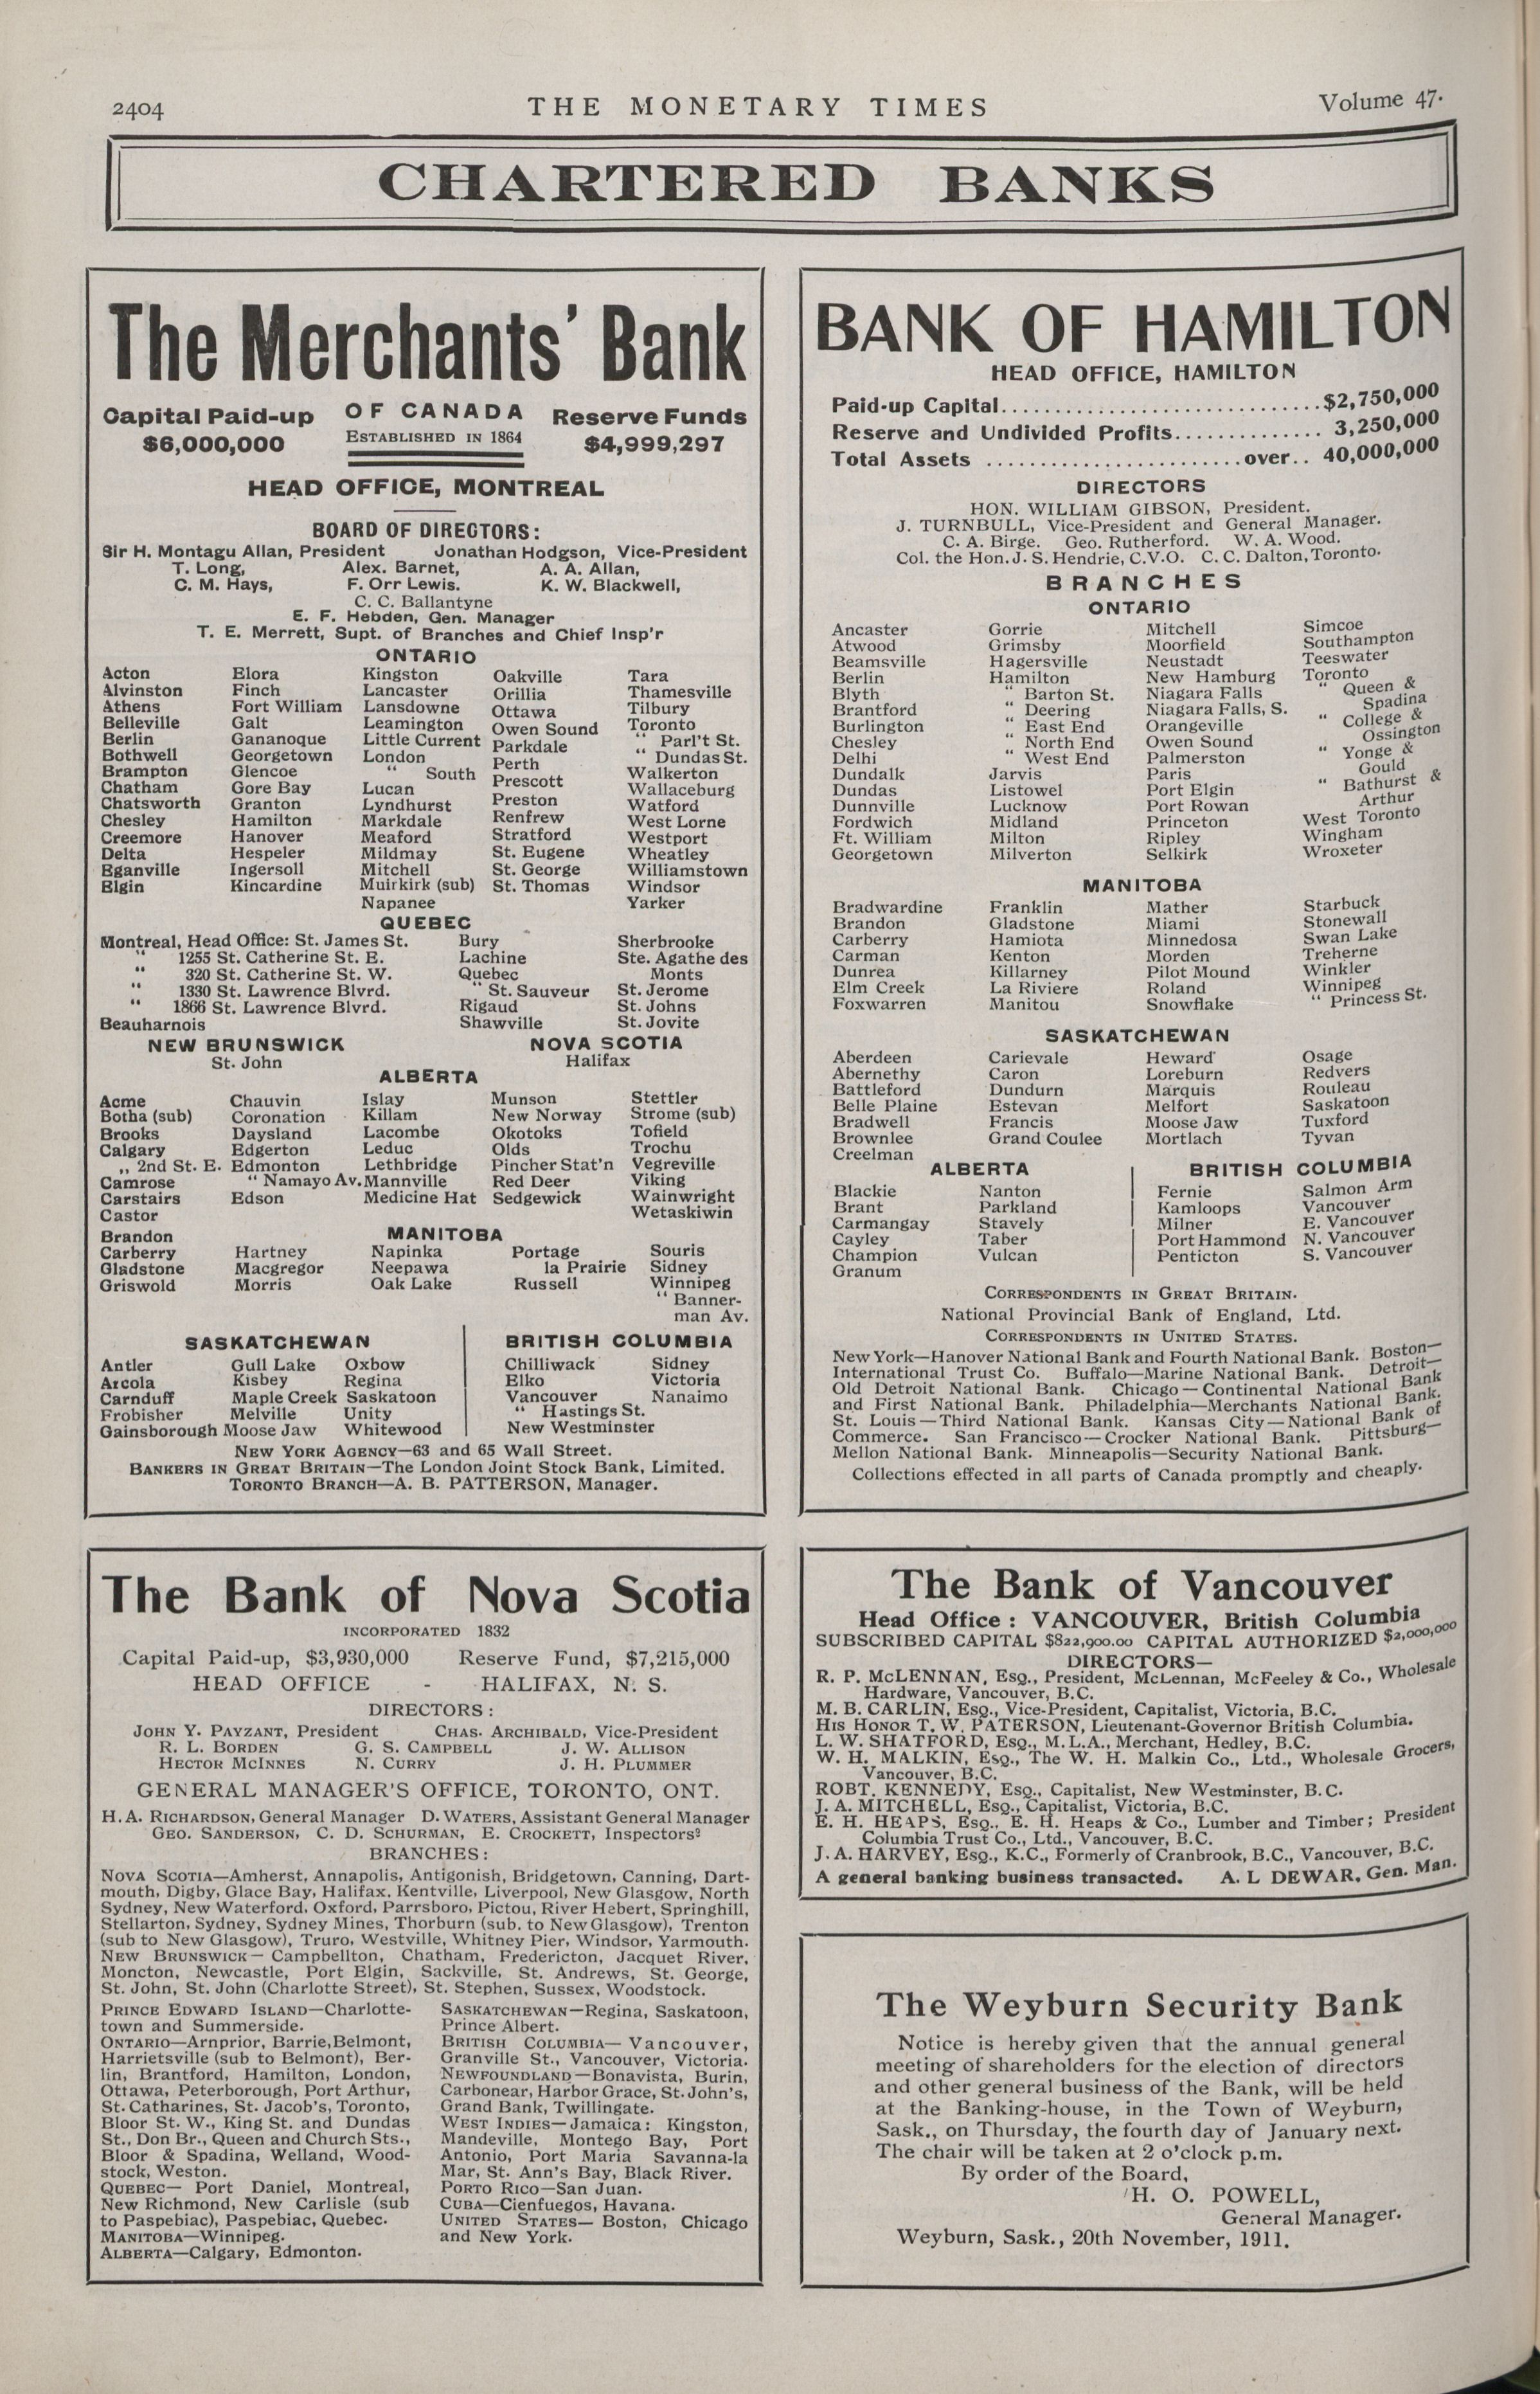 2404
THE MONETARY TIMES
Volume 47.
CHARTERED BANKS
The Merchants' Bank
Capital Paid-up OF CANADA Reserve Funds
$6,000,000 ESTABLISHED IN 1864 $4,999,297
HEAD OFFICE, MONTREAL
BOARD OF DIRECTORS:
Sir H. Montagu Allan, President Jonathan Hodgson, Vice-President
T. Long, Alex. Barnet, A. A. Allan,
C. M. Hays, F. Orr Lewis. K. W. Blackwell,
C. C. Ballantyne
E. F. Hebden, Gen. Manager
T. E. Merrett, Supt. of Branches and Chief Insp'r
ONTARIO
Acton Elora Kingston Oakville Tara
Alvinston Finch Lancaster Orillia Thamesville
Athens Fort William Lansdowne Ottawa Tilbury
Belleville Galt Leamington Owen Sound Toronto
Berlin Gananoque Little Current Parkdale " Parl't St.
Bothwell Georgetown London Perth " Dundas St.
Brampton Glencoe " South Prescott Walkerton
Chatham Gore Bay Lucan Preston Wallaceburg
Chatsworth Granton Lyndhurst Renfrew Watford
Chesley Hamilton Markdale Stratford West Lorne
Creemore Hanover Meaford St. Eugene Westport
Delta Hespeler Mildmay St. George Wheatley
Eganville Ingersoll Mitchell St. Thomas Williamstown
Elgin Kincardine Muirkirk (sub) Windsor
Napanee Yarker
QUEBEC
Montreal, Head Office: St. James St. Bury Sherbrooke
" 1255 St. Catherine St. E. Lachine Ste. Agathe des
" 320 St. Catherine St. W. Quebec Monts
" 1330 St. Lawrence Blvrd. " St. Sauveur St. Jerome
" 1866 St. Lawrence Blvrd. Rigaud St. Johns
Beauharnois Shawville St. Jovite
NEW BRUNSWICK NOVA SCOTIA
St. John Halifax
ALBERTA
Acme Chauvin Islay Munson Stettler
Botha (sub) Coronation Killam New Norway Strome (sub)
Brooks Daysland Lacombe Okotoks Tofield
Calgary Edgerton Leduc Olds Trochu
,, 2nd St. E. Edmonton Lethbridge Pincher Stat'n Vegreville
Camrose " Namayo Av. Mannville Red Deer Viking
Carstairs Edson Medicine Hat Sedgewick Wainwright
Castor Wetaskiwin
MANITOBA
Brandon
Carberry Hartney Napinka Portage Souris
Gladstone Macgregor Neepawa la Prairie Sidney
Griswold Morris Oak Lake Russell Winnipeg
" Banner-
man Av.
SASKATCHEWAN
Antler Gull Lake Oxbow
Arcola Kisbey Regina
Carnduff Maple Creek Saskatoon
Frobisher Melville Unity
Gainsborough Moose Jaw Whitewood
BRITISH COLUMBIA
Chilliwack Sidney
Elko Victoria
Vancouver Nanaimo
" Hastings St.
New Westminster
NEW YORK AGENCY—63 and 65 Wall Street.
BANKERS IN GREAT BRITAIN—The London Joint Stock Bank, Limited.
TORONTO BRANCH—A. B. PATTERSON, Manager.
BANK OF HAMILTON
HEAD OFFICE, HAMILTON
Paid-up Capital..............................$2,750,000
Reserve and Undivided Profits.............. 3,250,000
Total Assets ........................over.. 40,000,000
DIRECTORS
HON. WILLIAM GIBSON, President.
J. TURNBULL, Vice-President and General Manager.
C. A. Birge. Geo. Rutherford. W. A. Wood.
Col. the Hon. J. S. Hendrie, C.V.O. C. C. Dalton, Toronto.
BRANCHES
ONTARIO
Ancaster Gorrie Mitchell Simcoe
Atwood Grimsby Moorfield Southampton
Beamsville Hagersville Neustadt Teeswater
Berlin Hamilton New Hamburg Toronto
Blyth " Barton St. Niagara Falls " Queen &
Brantford " Deering Niagara Falls, S. Spadina
Burlington " East End Orangeville " College &
Chesley " North End Owen Sound Ossington
Delhi " West End Palmerston " Yonge &
Dundalk Jarvis Paris Gould
Dundas Listowel Port Elgin " Bathurst &
Dunnville Lucknow Port Rowan Arthur
Fordwich Midland Princeton West Toronto
Ft. William Milton Ripley Wingham
Georgetown Milverton Selkirk Wroxeter
MANITOBA
Bradwardine Franklin Mather Starbuck
Brandon Gladstone Miami Stonewall
Carberry Hamiota Minnedosa Swan Lake
Carman Kenton Morden Treherne
Dunrea Killarney Pilot Mound Winkler
Elm Creek La Riviere Roland Winnipeg
Foxwarren Manitou Snowflake " Princess St.
SASKATCHEWAN
Aberdeen Carievale Heward Osage
Abernethy Caron Loreburn Redvers
Battleford Dundurn Marquis Rouleau
Belle Plaine Estevan Melfort Saskatoon
Bradwell Francis Moose Jaw Tuxford
Brownlee Grand Coulee Mortlach Tyvan
Creelman
ALBERTA
Blackie Nanton
Brant Parkland
Carmangay Stavely
Cayley Taber
Champion Vulcan
Granum
BRITISH COLUMBIA
Fernie Salmon Arm
Kamloops Vancouver
Milner E. Vancouver
Port Hammond N. Vancouver
Penticton S. Vancouver
CORRESPONDENTS IN GREAT BRITAIN.
National Provincial Bank of England, Ltd.
CORRESPONDENTS IN UNITED STATES.
New York—Hanover National Bank and Fourth National Bank. Boston—
International Trust Co. Buffalo—Marine National Bank. Detroit—
Old Detroit National Bank. Chicago—Continental National Bank
and First National Bank. Philadelphia—Merchants National Bank.
St. Louis—Third National Bank. Kansas City—National Bank of
Commerce. San Francisco—Crocker National Bank. Pittsburg—
Mellon National Bank. Minneapolis—Security National Bank.
Collections effected in all parts of Canada promptly and cheaply.
The Bank of Nova Scotia
INCORPORATED 1832
Capital Paid-up, $3,930,000 Reserve Fund, $7,215,000
HEAD OFFICE - HALIFAX, N. S.
DIRECTORS:
JOHN Y. PAYZANT, President CHAS. ARCHIBALD, Vice-President
R. L. BORDEN G. S. CAMPBELL J. W. ALLISON
HECTOR MCINNES N. CURRY J. H. PLUMMER
GENERAL MANAGER'S OFFICE, TORONTO, ONT.
H. A. RICHARDSON, General Manager D. WATERS, Assistant General Manager
GEO. SANDERSON, C. D. SCHURMAN, E. CROCKETT, Inspectors
BRANCHES:
NOVA SCOTIA—Amherst, Annapolis, Antigonish, Bridgetown, Canning, Dart-
mouth, Digby, Glace Bay, Halifax, Kentville, Liverpool, New Glasgow, North
Sydney, New Waterford, Oxford, Parrsboro, Pictou, River Hebert, Springhill,
Stellarton, Sydney, Sydney Mines, Thorburn (sub. to New Glasgow), Trenton
(sub to New Glasgow), Truro, Westville, Whitney Pier, Windsor, Yarmouth.
NEW BRUNSWICK— Campbellton, Chatham, Fredericton, Jacquet River,
Moncton, Newcastle, Port Elgin, Sackville, St. Andrews, St. George,
St. John, St. John (Charlotte Street), St. Stephen, Sussex, Woodstock.
PRINCE EDWARD ISLAND—Charlotte-
town and Summerside.
ONTARIO—Arnprior, Barrie, Belmont,
Harrietsville (sub to Belmont), Ber-
lin, Brantford, Hamilton, London,
Ottawa, Peterborough, Port Arthur,
St. Catharines, St. Jacob's, Toronto,
Bloor St. W., King St. and Dundas
St., Don Br., Queen and Church Sts.,
Bloor & Spadina, Welland, Wood-
stock, Weston.
QUEBEC— Port Daniel, Montreal,
New Richmond, New Carlisle (sub
to Paspebiac), Paspebiac, Quebec.
MANITOBA—Winnipeg.
ALBERTA—Calgary, Edmonton.
SASKATCHEWAN—Regina, Saskatoon,
Prince Albert.
BRITISH COLUMBIA— Vancouver,
Granville St., Vancouver, Victoria.
NEWFOUNDLAND—Bonavista, Burin,
Carbonear, Harbor Grace, St. John's,
Grand Bank, Twillingate.
WEST INDIES—Jamaica: Kingston,
Mandeville, Montego Bay, Port
Antonio, Port Maria Savanna-la
Mar, St. Ann's Bay, Black River.
PORTO RICO—San Juan.
CUBA—Cienfuegos, Havana.
UNITED STATES— Boston, Chicago
and New York.
The Bank of Vancouver
Head Office: VANCOUVER, British Columbia
SUBSCRIBED CAPITAL $822,900.00 CAPITAL AUTHORIZED $2,000,000
DIRECTORS—
R. P. McLENNAN, Esq., President, McLennan, McFeeley & Co., Wholesale
Hardware, Vancouver, B.C.
M. B. CARLIN, Esq., Vice-President, Capitalist, Victoria, B.C.
HIS HONOR T. W. PATERSON, Lieutenant-Governor British Columbia.
L. W. SHATFORD, Esq., M.L.A., Merchant, Hedley, B.C.
W. H. MALKIN, Esq., The W. H. Malkin Co., Ltd., Wholesale Grocers,
Vancouver, B.C.
ROBT. KENNEDY, Esq., Capitalist, New Westminster, B.C.
J. A. MITCHELL, Esq., Capitalist, Victoria, B.C.
E. H. HEAPS, Esq., E. H. Heaps & Co., Lumber and Timber; President
Columbia Trust Co., Ltd., Vancouver, B.C.
J. A. HARVEY, Esq., K.C., Formerly of Cranbrook, B.C., Vancouver, B.C.
A general banking business transacted. A. L DEWAR, Gen. Man.
The Weyburn Security Bank
Notice is hereby given that the annual general
meeting of shareholders for the election of directors
and other general business of the Bank, will be held
at the Banking-house, in the Town of Weyburn,
Sask., on Thursday, the fourth day of January next.
The chair will be taken at 2 o'clock p.m.
By order of the Board,
H. O. POWELL,
General Manager.
Weyburn, Sask., 20th November, 1911.